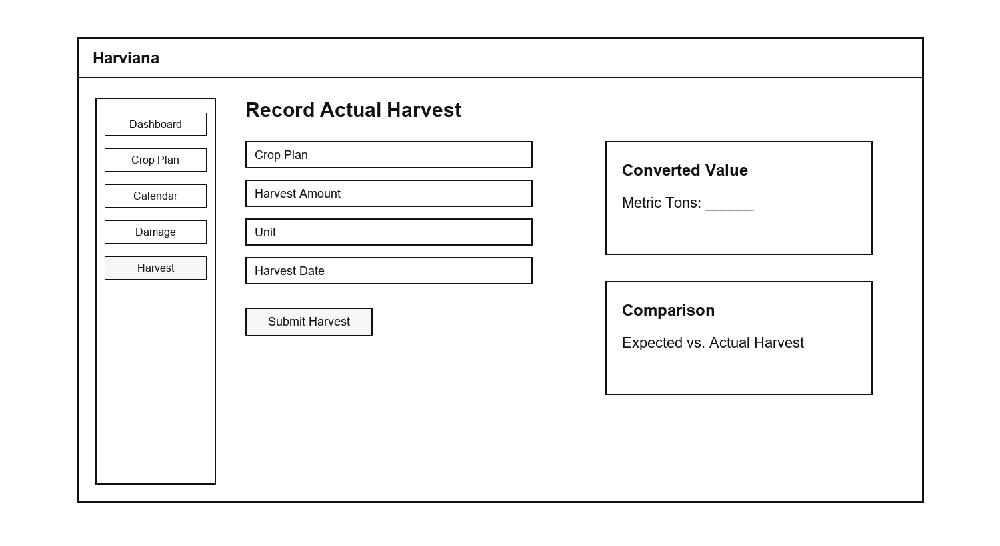 Harviana
Dashboard
Crop Plan
Calendar
Damage
Harvest
Record Actual Harvest
Crop Plan
Harvest Amount
Unit
Harvest Date
Submit Harvest
Converted Value
Metric Tons: ______
Comparison
Expected vs. Actual Harvest